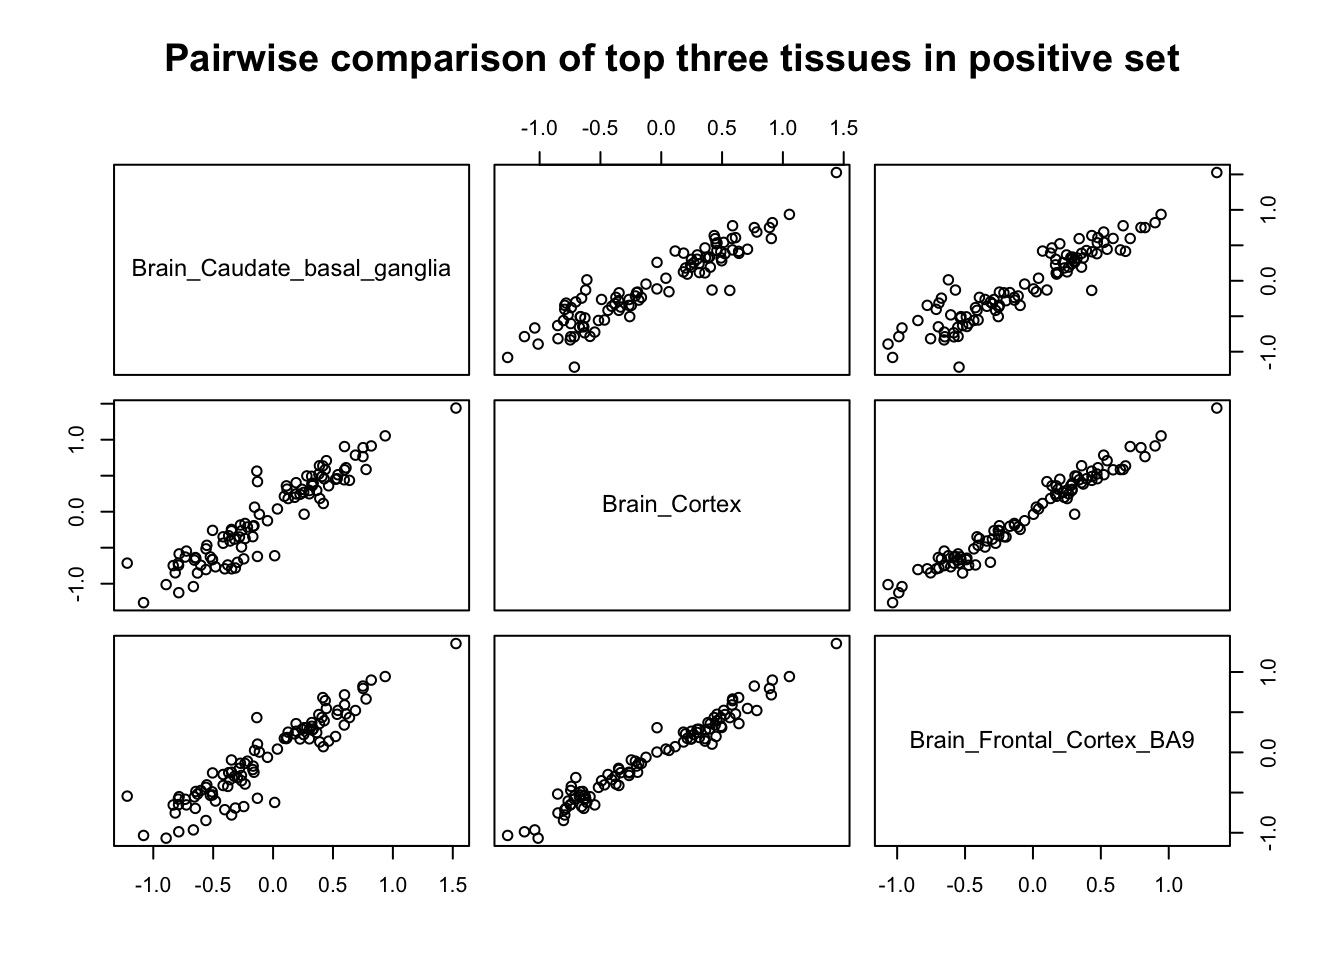 Pairwise comparison of top three tissues in positive set
-1.0 -0.5 0.0 0.5 1.0 1.5
Brain_Caudate_basal_ganglia
-1.0 0.0 1.0
-1.0 0.0 1.0
Brain_Cortex
Brain_Frontal_Cortex_BA9
-1.0 0.0 1.0
-1.0 -0.5 0.0 0.5 1.0 1.5
-1.0 -0.5 0.0 0.5 1.0